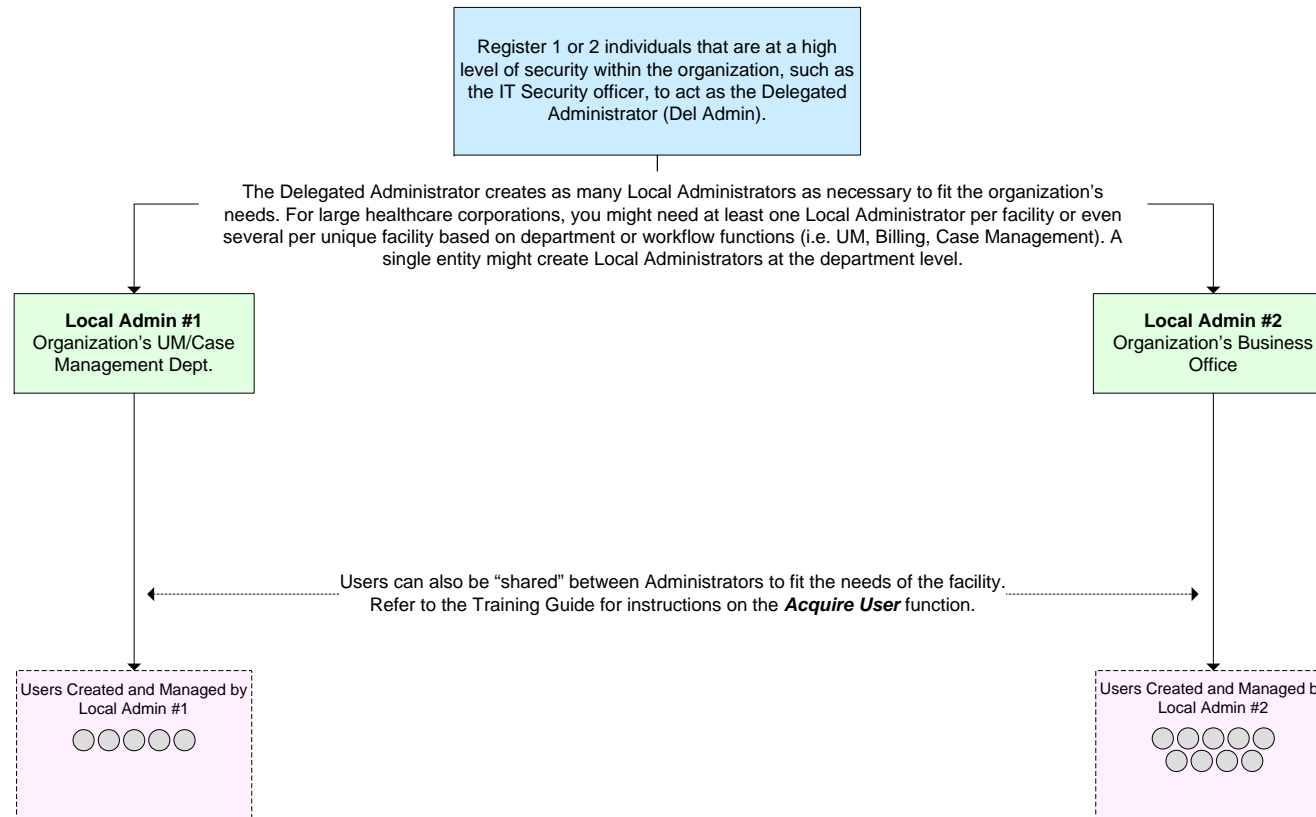 Register 1 or 2 individuals that are at a high
level of security within the organization, such as
the IT Security officer, to act as the Delegated
Administrator (Del Admin).
The Delegated Administrator creates as many Local Administrators as necessary to fit the organization’s
needs. For large healthcare corporations, you might need at least one Local Administrator per facility or even
several per unique facility based on department or workflow functions (i.e. UM, Billing, Case Management). A
single entity might create Local Administrators at the department level.
Local Admin #1
Organization’s UM/Case
Management Dept.
Local Admin #2
Organization’s Business
Office
Users can also be “shared” between Administrators to fit the needs of the facility.
Refer to the Training Guide for instructions on the Acquire User function.
Users Created and Managed by
Local Admin #1
Users Created and Managed
Local Admin #2